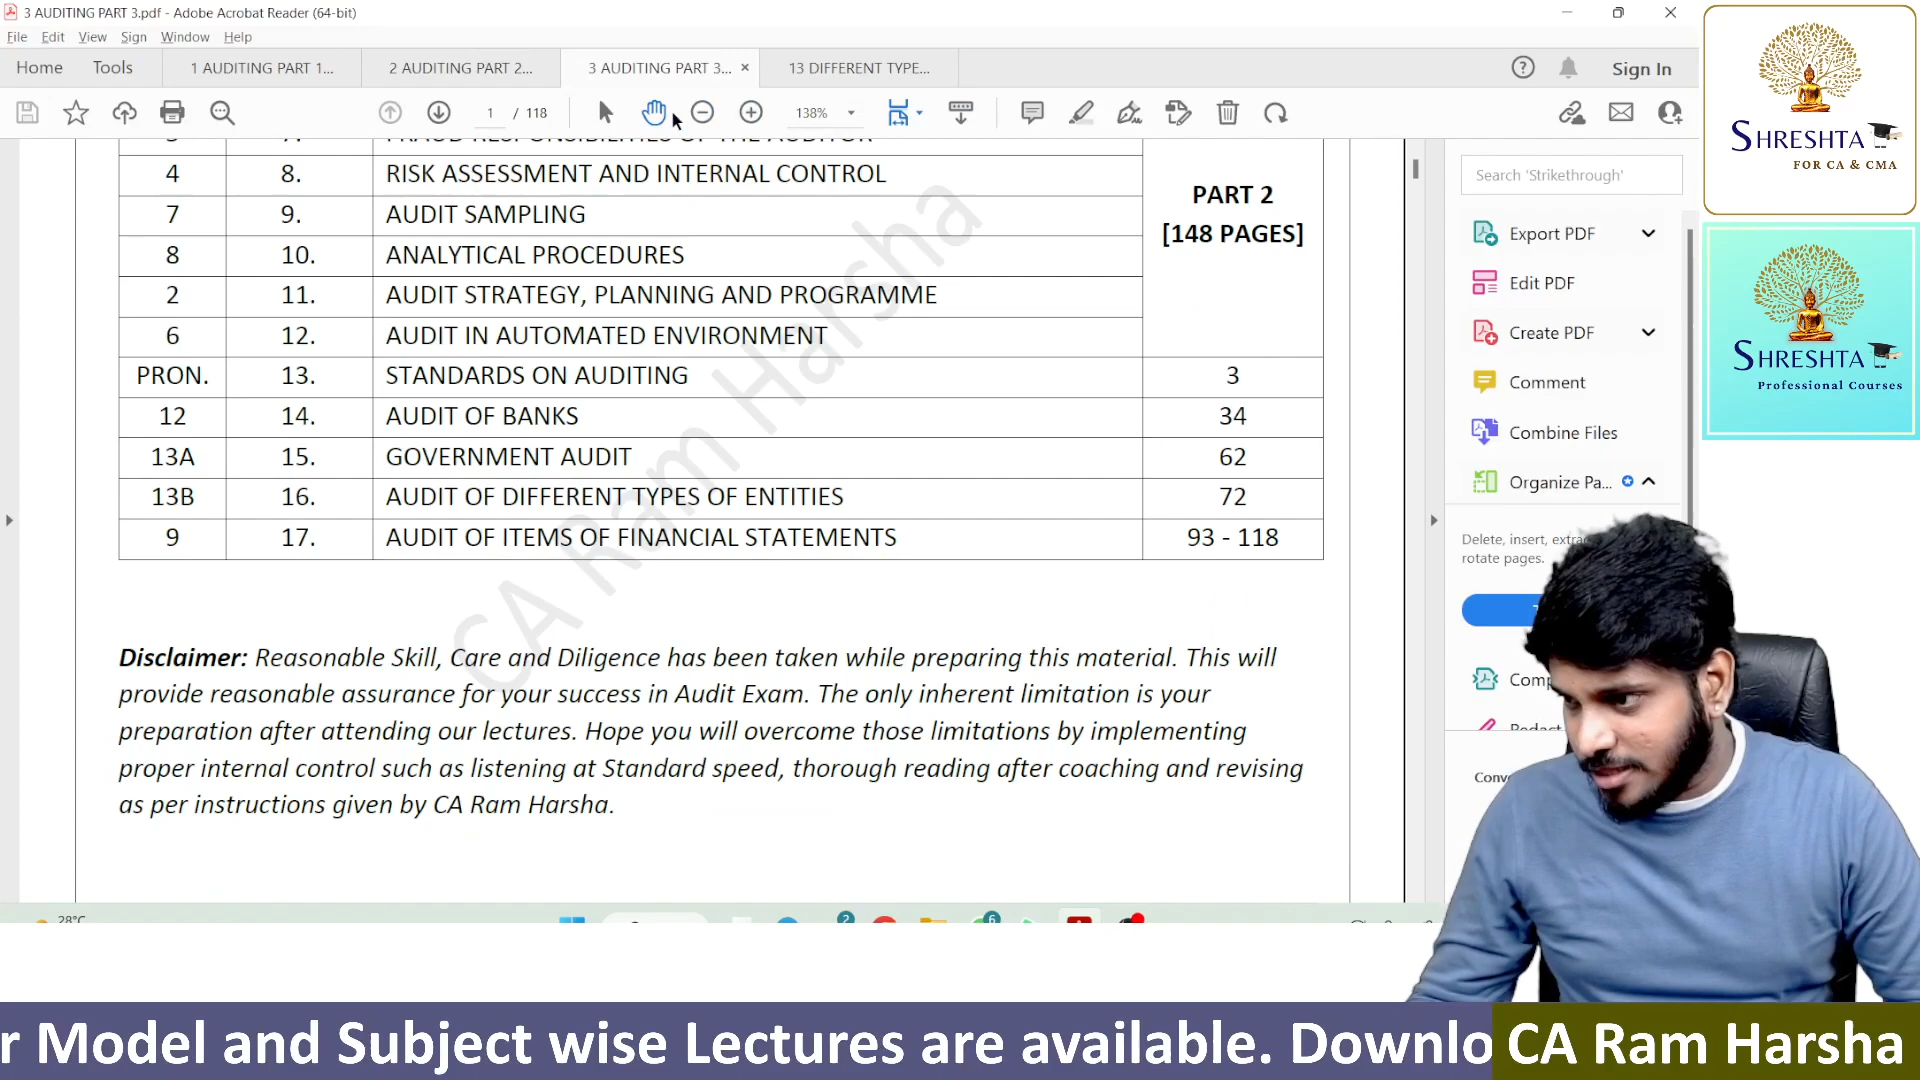 3 AUDITING PART 3.pdf - Adobe Acrobat Reader (64-bit)
File Edit View Sign Window Help
Home Tools 1 AUDITING PART 1... 2 AUDITING PART 2... 3 AUDITING PART 3... × 13 DIFFERENT TYPE... Sign In
1 / 118 138%
4 8. RISK ASSESSMENT AND INTERNAL CONTROL
7 9. AUDIT SAMPLING
8 10. ANALYTICAL PROCEDURES
2 11. AUDIT STRATEGY, PLANNING AND PROGRAMME
6 12. AUDIT IN AUTOMATED ENVIRONMENT
PART 2
[148 PAGES]
PRON. 13. STANDARDS ON AUDITING 3
12 14. AUDIT OF BANKS 34
13A 15. GOVERNMENT AUDIT 62
13B 16. AUDIT OF DIFFERENT TYPES OF ENTITIES 72
9 17. AUDIT OF ITEMS OF FINANCIAL STATEMENTS 93 - 118
CA Ram Harsha
Disclaimer: Reasonable Skill, Care and Diligence has been taken while preparing this material. This will
provide reasonable assurance for your success in Audit Exam. The only inherent limitation is your
preparation after attending our lectures. Hope you will overcome those limitations by implementing
proper internal control such as listening at Standard speed, thorough reading after coaching and revising
as per instructions given by CA Ram Harsha.
Search 'Strikethrough'
Export PDF
Edit PDF
Create PDF
Comment
Combine Files
Organize Pa...
Delete, insert,
rotate pages.
SHRESHTA
FOR CA & CMA
SHRESHTA
Professional Courses
28°C
2
6
r Model and Subject wise Lectures are available. Downlo
CA Ram Harsha